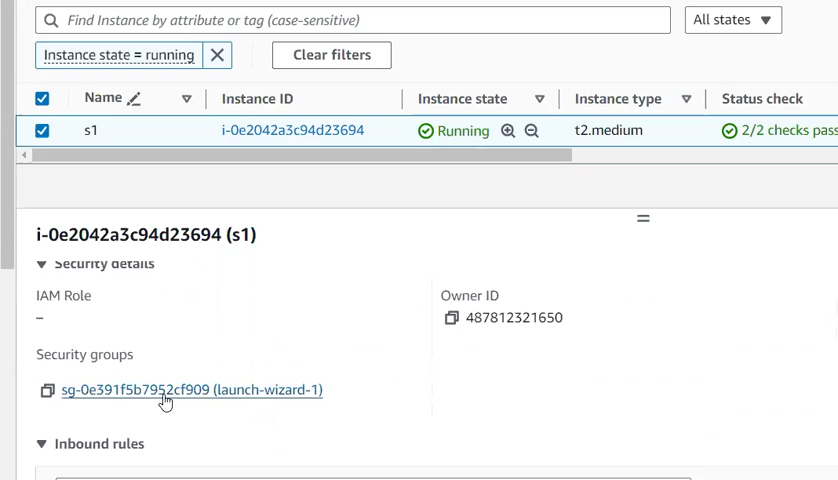 Find Instance by attribute or tag (case-sensitive)
All states
Instance state = running
Clear filters
Name
Instance ID
Instance state
Instance type
Status check
s1
i-0e2042a3c94d23694
Running
t2.medium
2/2 checks pass
i-0e2042a3c94d23694 (s1)
Security details
IAM Role
Owner ID
–
487812321650
Security groups
sg-0e391f5b7952cf909 (launch-wizard-1)
Inbound rules